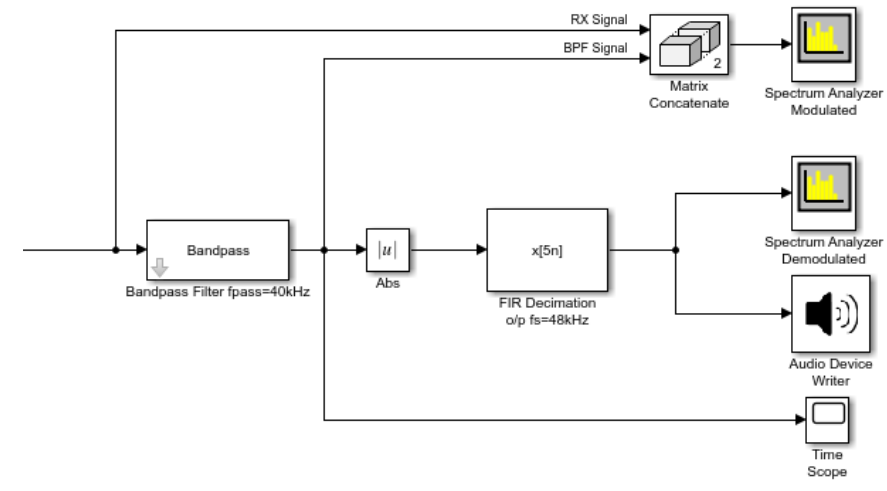 RX Signal
BPF Signal
2
Matrix
Concatenate
Spectrum Analyzer
Modulated
Bandpass
Bandpass Filter fpass=40kHz
|u|
Abs
x[5n]
FIR Decimation
o/p fs=48kHz
Spectrum Analyzer
Demodulated
Audio Device
Writer
Time
Scope